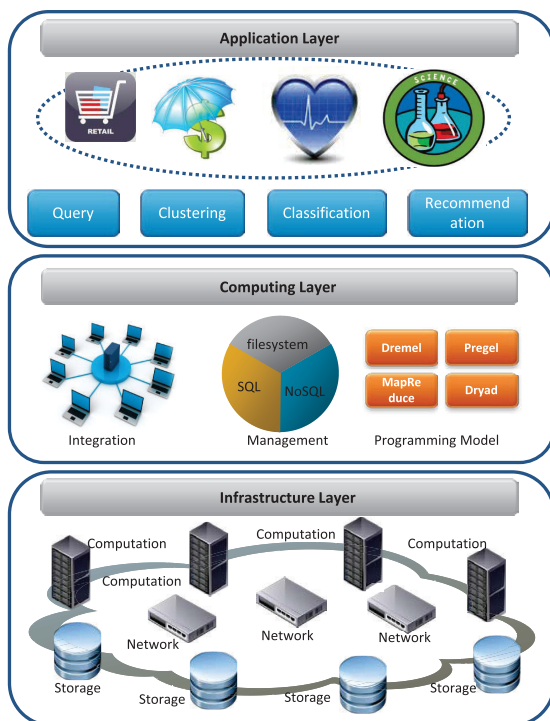 Application Layer
RETAIL
SCIENCE
Query
Clustering
Classification
Recommend
ation
Computing Layer
filesystem
SQL
NoSQL
Dremel
Pregel
MapRe
duce
Dryad
Integration
Management
Programming Model
Infrastructure Layer
Computation
Computation
Computation
Computation
Network
Network
Network
Storage
Storage
Storage
Storage